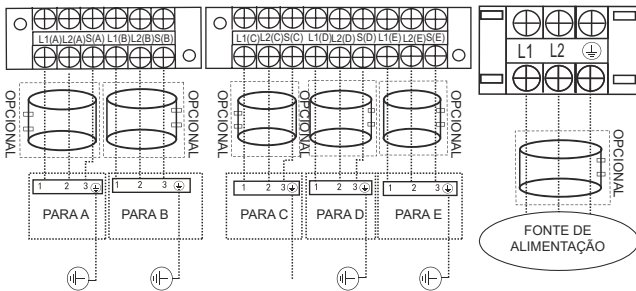 L1(A) L2(A) S(A) L1(B) L2(B) S(B)
L1(C) L2(C) S(C) L1(D) L2(D) S(D) L1(E) L2(E) S(E)
L1 L2
OPCIONAL
OPCIONAL
OPCIONAL
OPCIONAL
OPCIONAL
OPCIONAL
1 2 3
1 2 3
1 2 3
1 2 3
1 2 3
PARA A
PARA B
PARA C
PARA D
PARA E
FONTE DE
ALIMENTAÇÃO